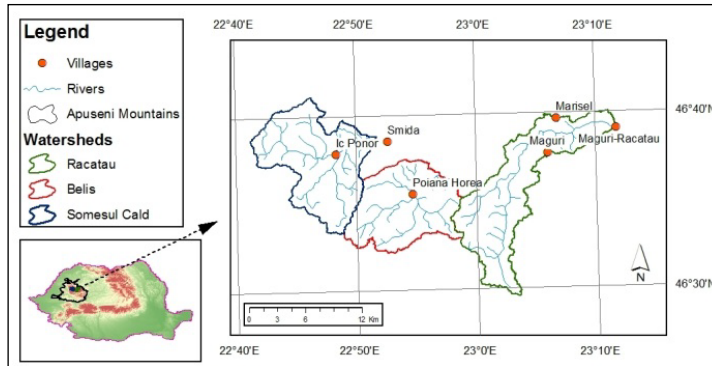 Legend
Villages
Rivers
Apuseni Mountains
Watersheds
Racatau
Belis
Somesul Cald
22°40'E
22°50'E
23°0'E
23°10'E
46°40'N
46°30'N
Marisel
Smida
Ic Ponor
Maguri
Maguri-Racatau
Poiana Horea
N
0 3 6 12 Km
22°40'E
22°50'E
23°0'E
23°10'E